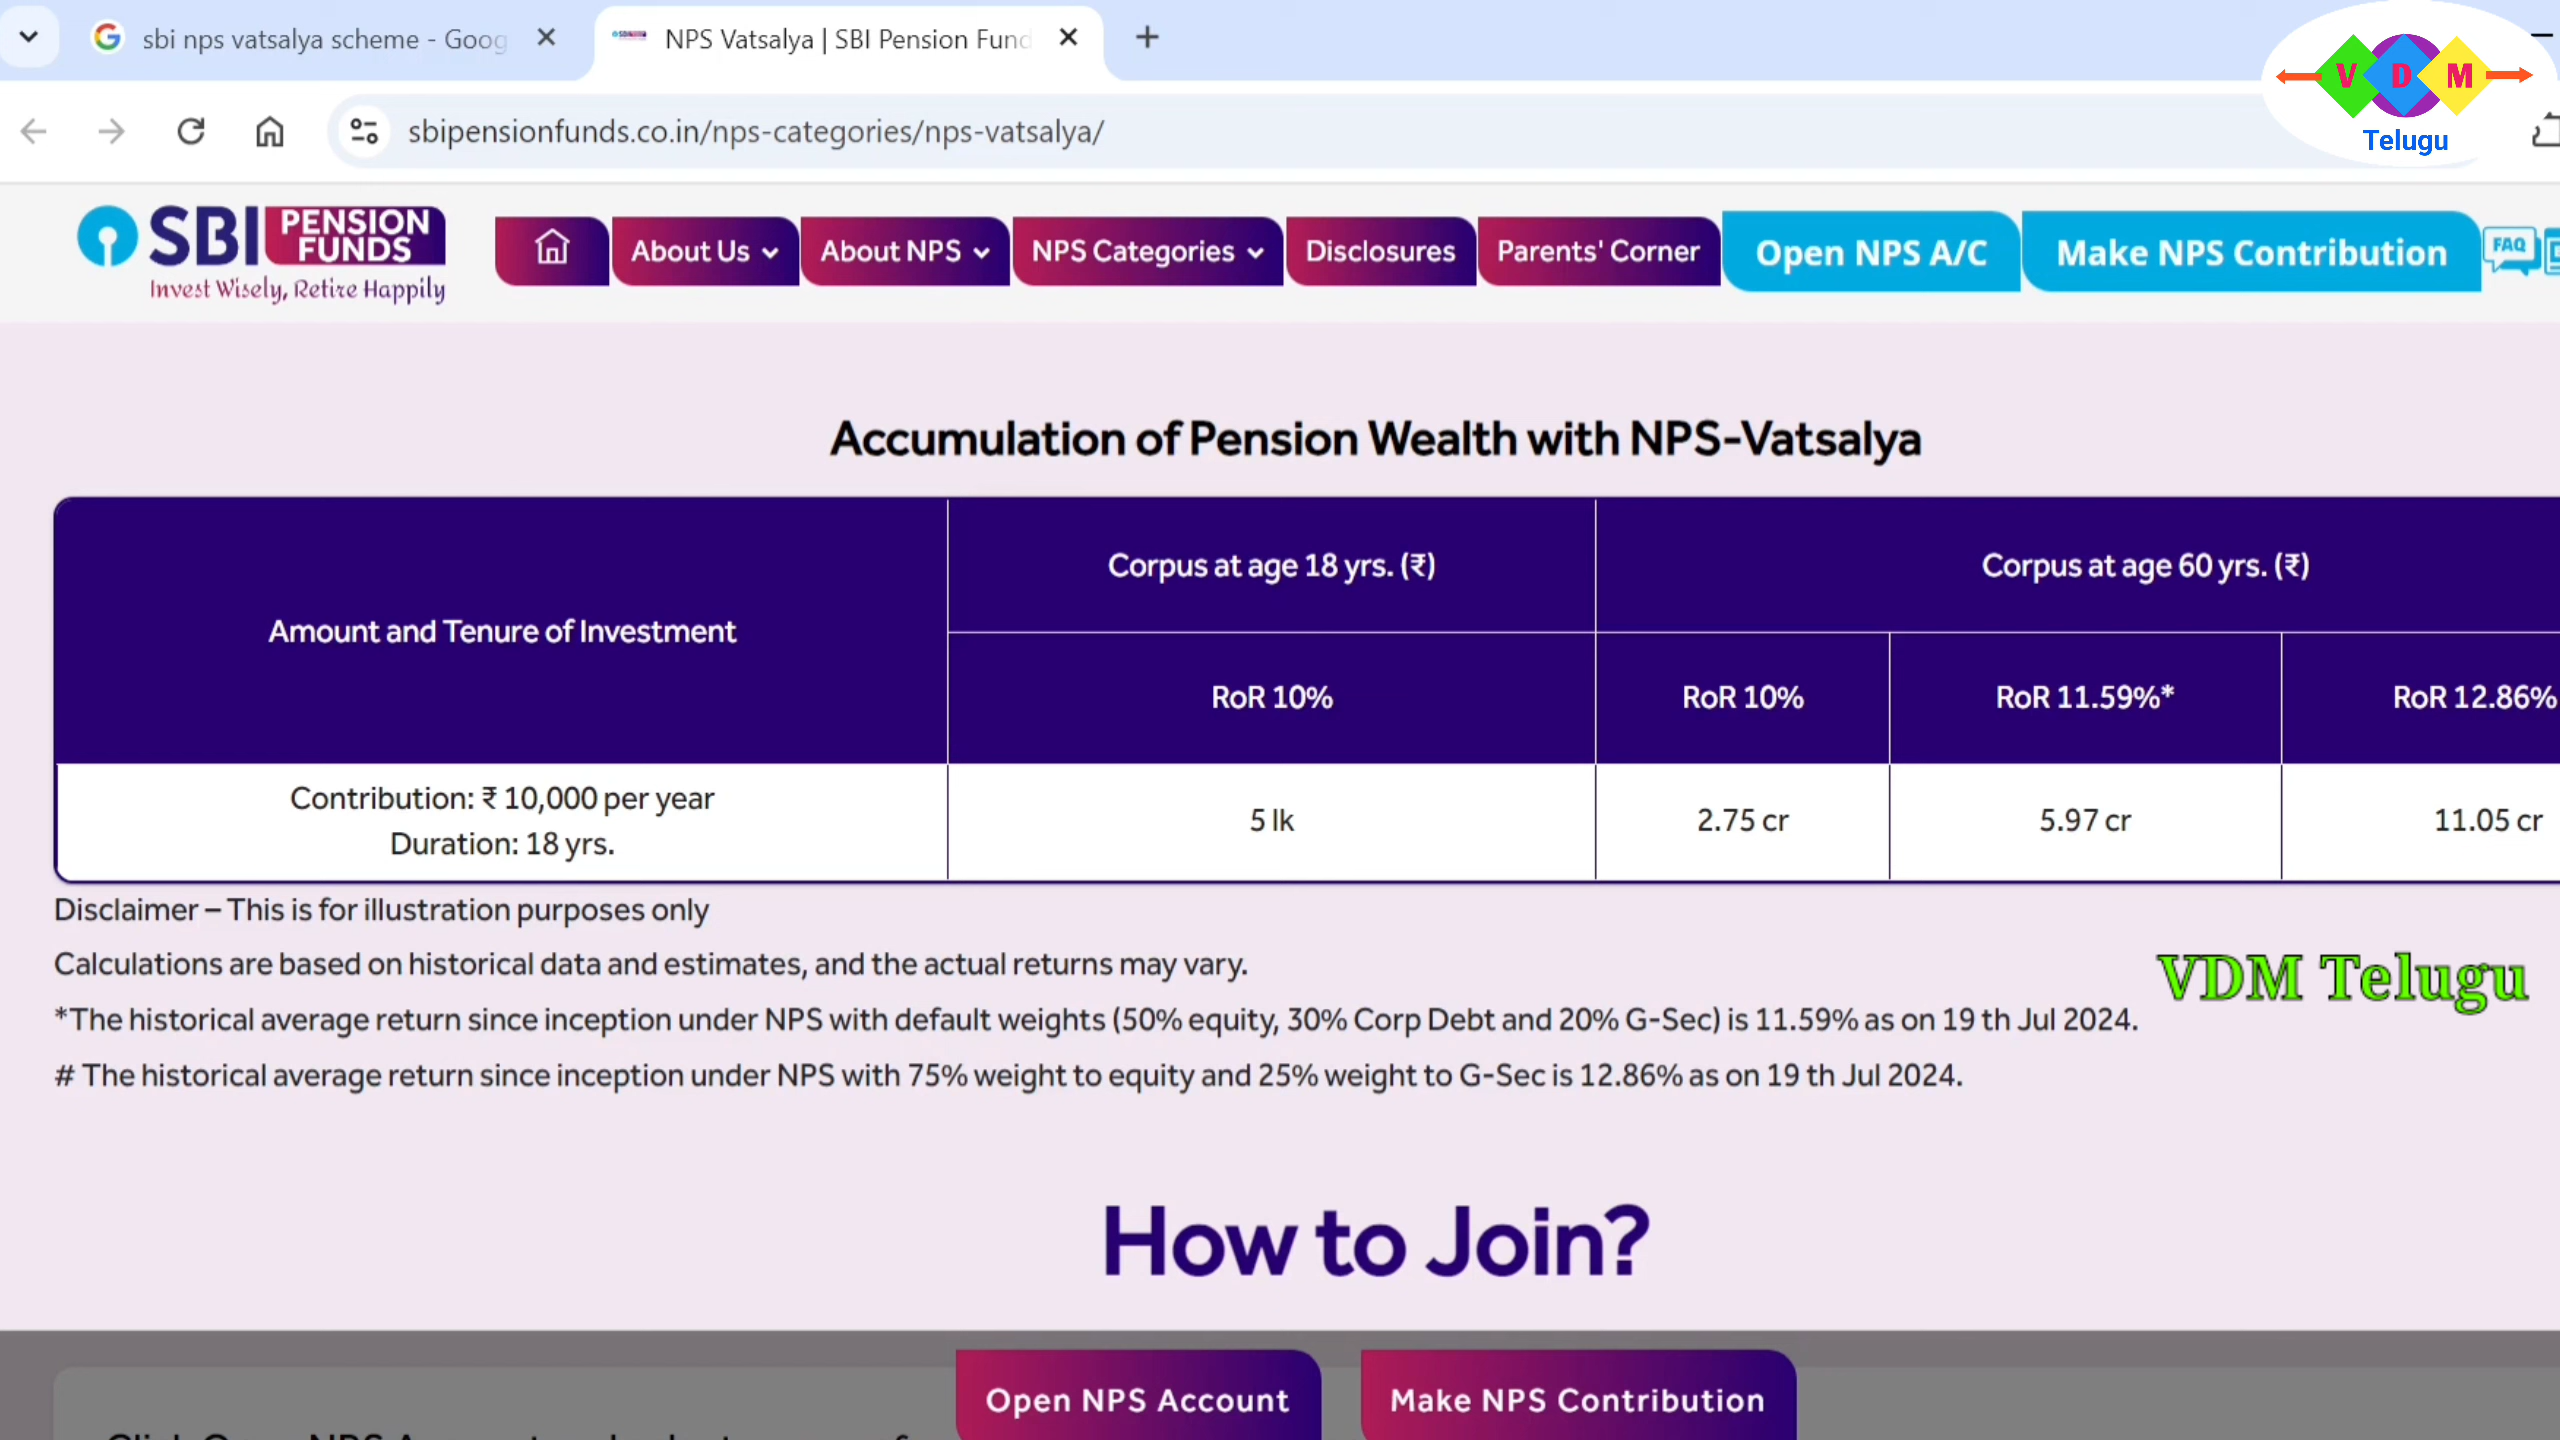 sbi nps vatsalya scheme - Goog
NPS Vatsalya | SBI Pension Fund
V D M
Telugu
sbipensionfunds.co.in/nps-categories/nps-vatsalya/
SBI PENSION FUNDS
Invest Wisely, Retire Happily
About Us
About NPS
NPS Categories
Disclosures
Parents' Corner
Open NPS A/C
Make NPS Contribution
FAQ
Accumulation of Pension Wealth with NPS-Vatsalya
Amount and Tenure of Investment
Corpus at age 18 yrs. (₹)
Corpus at age 60 yrs. (₹)
RoR 10%
RoR 10%
RoR 11.59%*
RoR 12.86%
Contribution: ₹ 10,000 per year
Duration: 18 yrs.
5 lk
2.75 cr
5.97 cr
11.05 cr
Disclaimer – This is for illustration purposes only
Calculations are based on historical data and estimates, and the actual returns may vary.
VDM Telugu
*The historical average return since inception under NPS with default weights (50% equity, 30% Corp Debt and 20% G-Sec) is 11.59% as on 19 th Jul 2024.
# The historical average return since inception under NPS with 75% weight to equity and 25% weight to G-Sec is 12.86% as on 19 th Jul 2024.
How to Join?
Open NPS Account
Make NPS Contribution